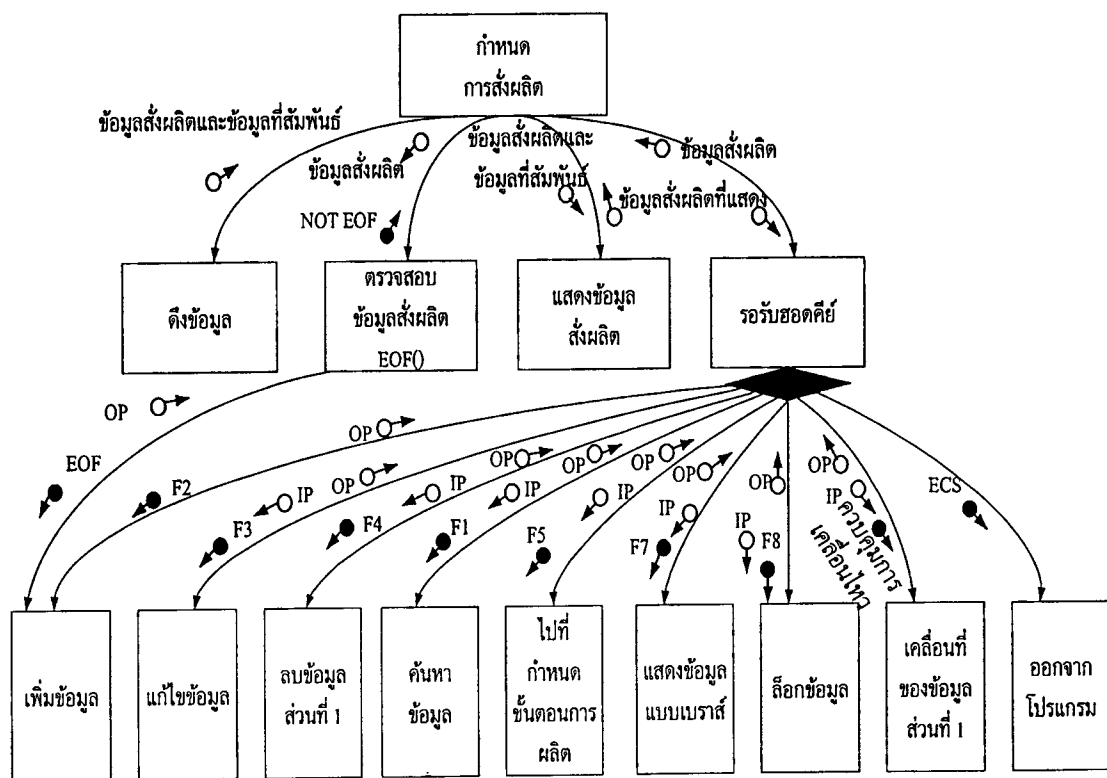 กำหนด
การสั่งผลิต
ข้อมูลสั่งผลิตและข้อมูลที่สัมพันธ์
ข้อมูลสั่งผลิต
ข้อมูลสั่งผลิตและ
ข้อมูลที่สัมพันธ์
ข้อมูลสั่งผลิต
ข้อมูลสั่งผลิตที่แสดง
NOT EOF
ดึงข้อมูล
ตรวจสอบ
ข้อมูลสั่งผลิต
EOF()
แสดงข้อมูล
สั่งผลิต
รอรับฮอตคีย์
OP
EOF
OP
F2
OP
IP
F3
OP
IP
F4
OP
IP
F1
OP
IP
F5
OP
IP
F7
OP
IP
F8
OP
IP
ควบคุมการ
เคลื่อนไหว
ECS
เพิ่มข้อมูล
แก้ไขข้อมูล
ลบข้อมูล
ส่วนที่ 1
ค้นหา
ข้อมูล
ไปที่
กำหนด
ขั้นตอนการ
ผลิต
แสดงข้อมูล
แบบเบราส์
ล็อกข้อมูล
เคลื่อนที่
ของข้อมูล
ส่วนที่ 1
ออกจาก
โปรแกรม